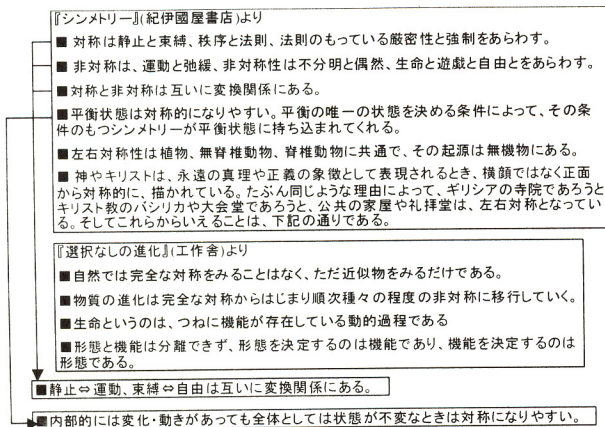 『シンメトリー』(紀伊國屋書店)より
■ 対称は静止と束縛、秩序と法則、法則のもっている厳密性と強制をあらわす。
■ 非対称は、運動と弛緩、非対称性は不分明と偶然、生命と遊戯と自由とをあらわす。
■対称と非対称は互いに変換関係にある。
■平衡状態は対称的になりやすい。平衡の唯一の状態を決める条件によって、その条
件のもつシンメトリーが平衡状態に持ち込まれてくれる。
■左右対称性は植物、無脊椎動物、脊椎動物に共通で、その起源は無機物にある。
■ 神やキリストは、永遠の真理や正義の象徴として表現されるとき、横顔ではなく正面
から対称的に、描かれている。たぶん同じような理由によって、ギリシアの寺院であろうと
キリスト教のバシリカや大会堂であろうと、公共の家屋や礼拝堂は、左右対称となってい
る。そしてこれらからいえることは、下記の通りである。
『選択なしの進化』(工作舎)より
■自然では完全な対称をみることはなく、ただ近似物をみるだけである。
■物質の進化は完全な対称からはじまり順次種々の程度の非対称に移行していく。
■生命というのは、つねに機能が存在している動的過程である
■形態と機能は分離できず、形態を決定するのは機能であり、機能を決定するのは
形態である。
■静止⇔運動、束縛⇔自由は互いに変換関係にある。
■内部的には変化・動きがあっても全体としては状態が不変なときは対称になりやすい。